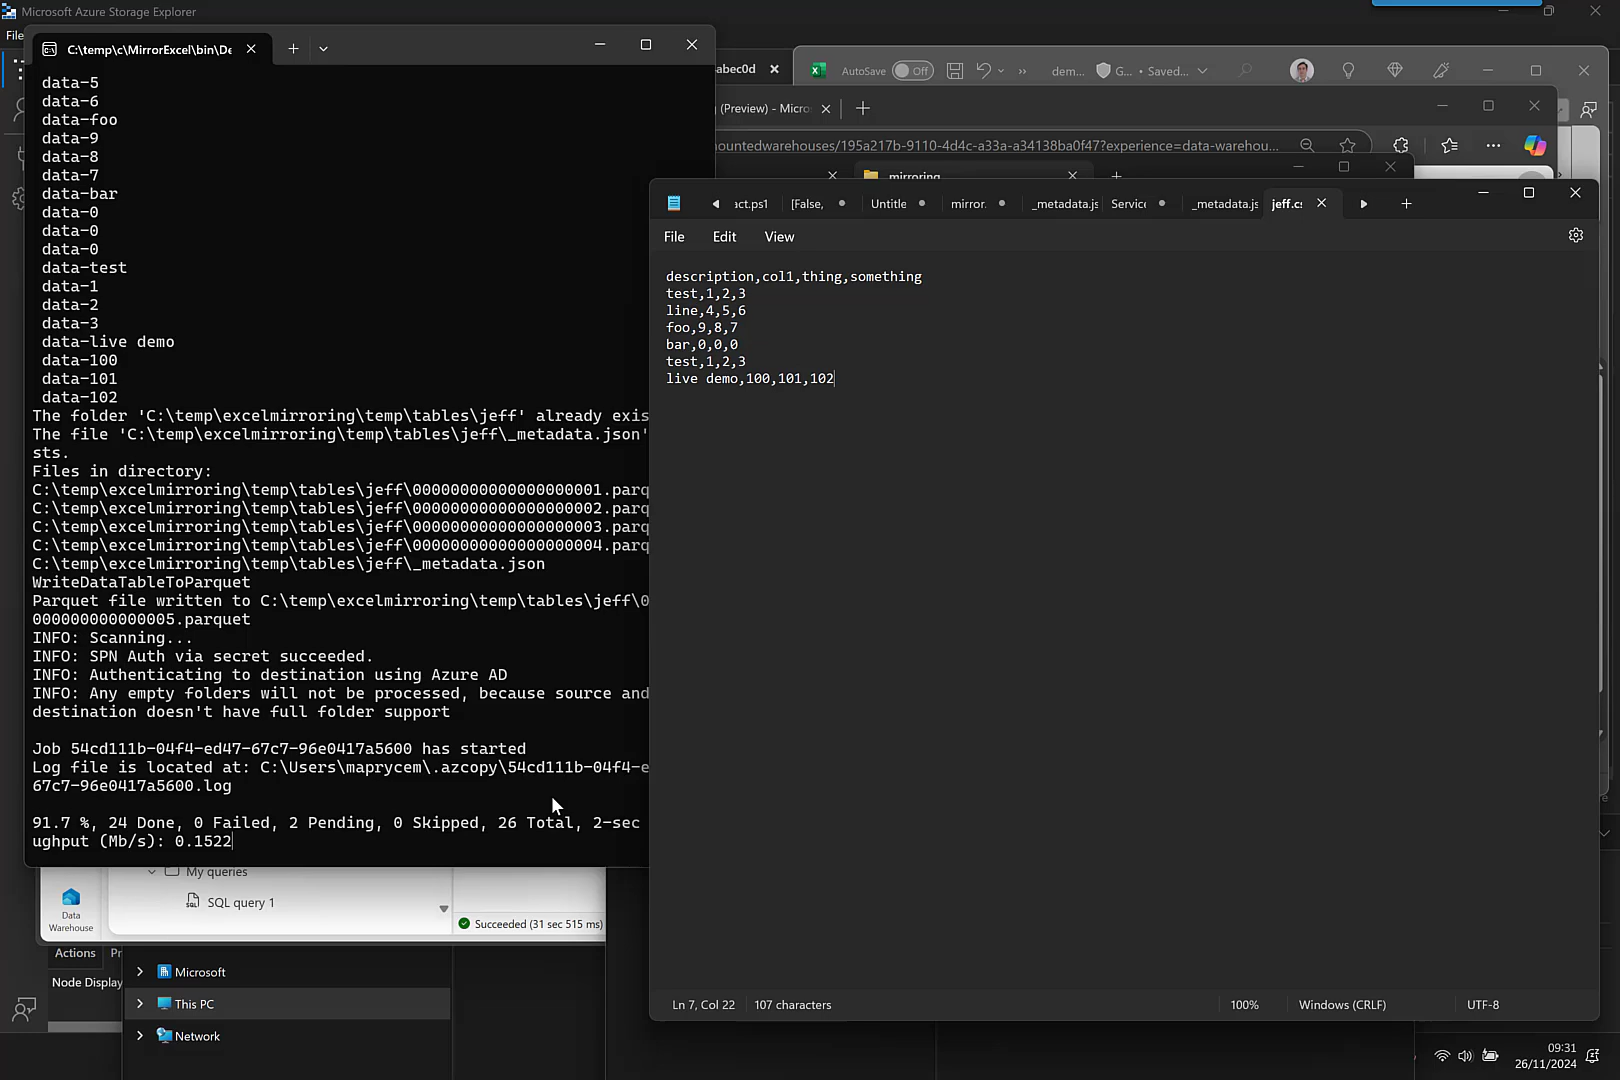 Microsoft Azure Storage Explorer
File
C:\temp\c\MirrorExcel\bin\De
data-5
data-6
data-foo
data-9
data-8
data-7
data-bar
data-0
data-0
data-0
data-test
data-1
data-2
data-3
data-live demo
data-100
data-101
data-102
The folder 'C:\temp\excelmirroring\temp\tables\jeff' already exis
The file 'C:\temp\excelmirroring\temp\tables\jeff\_metadata.json'
sts.
Files in directory:
C:\temp\excelmirroring\temp\tables\jeff\00000000000000000001.parq
C:\temp\excelmirroring\temp\tables\jeff\00000000000000000002.parq
C:\temp\excelmirroring\temp\tables\jeff\00000000000000000003.parq
C:\temp\excelmirroring\temp\tables\jeff\00000000000000000004.parq
C:\temp\excelmirroring\temp\tables\jeff\_metadata.json
WriteDataTableToParquet
Parquet file written to C:\temp\excelmirroring\temp\tables\jeff\0
000000000000005.parquet
INFO: Scanning...
INFO: SPN Auth via secret succeeded.
INFO: Authenticating to destination using Azure AD
INFO: Any empty folders will not be processed, because source and
destination doesn't have full folder support
Job 54cd111b-04f4-ed47-67c7-96e0417a5600 has started
Log file is located at: C:\Users\maprycem\.azcopy\54cd111b-04f4-e
67c7-96e0417a5600.log
91.7 %, 24 Done, 0 Failed, 2 Pending, 0 Skipped, 26 Total, 2-sec
ughput (Mb/s): 0.1522
abec0d
AutoSave Off dem... G... • Saved...
(Preview) - Micro
ountedwarehouses/195a217b-9110-4d4c-a33a-a34138ba0f47?experience=data-warehou...
mirroring
act.ps1 [False, Untitle mirror. _metadata.js Service _metadata.js jeff.cs
File Edit View
description,col1,thing,something
test,1,2,3
line,4,5,6
foo,9,8,7
bar,0,0,0
test,1,2,3
live demo,100,101,102
Ln 7, Col 22 107 characters 100% Windows (CRLF) UTF-8
My queries
SQL query 1
Data
Warehouse
Succeeded (31 sec 515 ms)
Actions Pr
Node Display
Microsoft
This PC
Network
09:31
26/11/2024